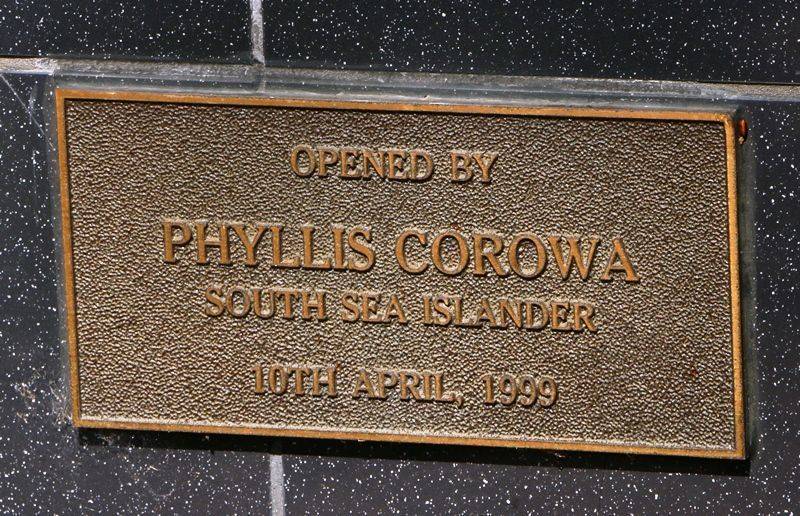 OPENED BY
PHYLLIS COROWA
SOUTH SEA ISLANDER
10TH APRIL, 1999